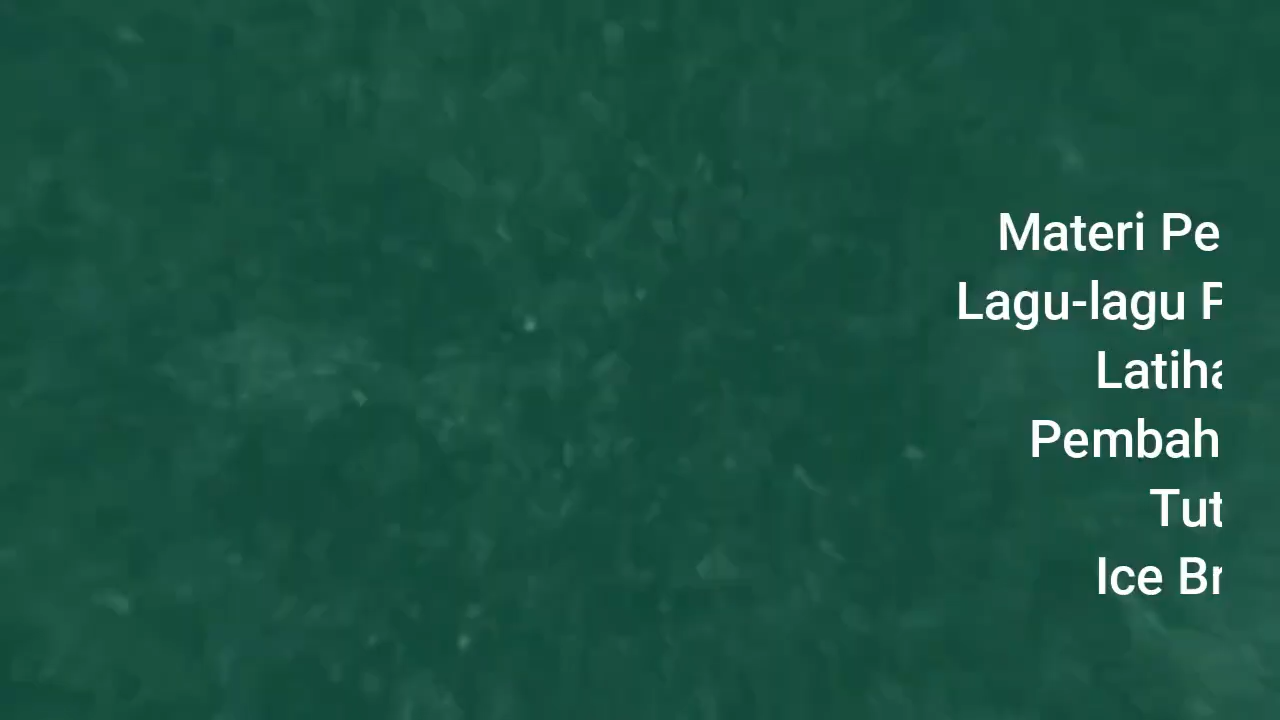 Materi Pe
Lagu-lagu P
Latiha
Pembah
Tut
Ice Br